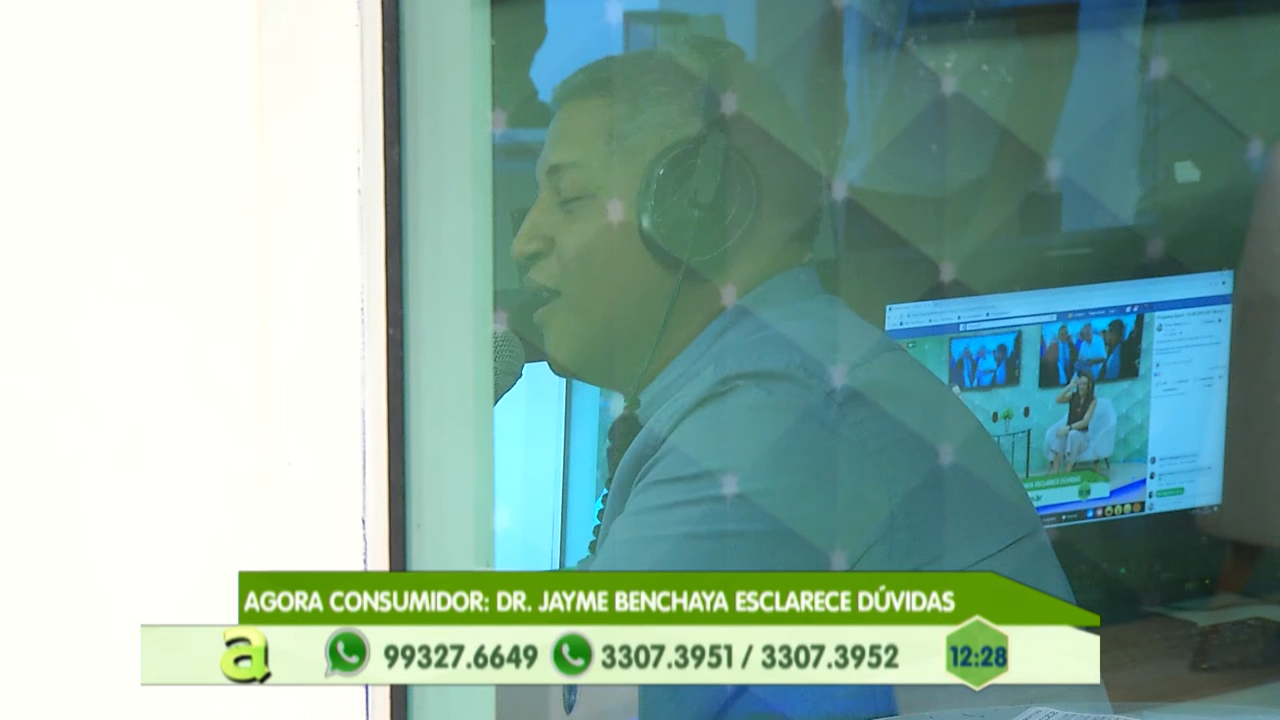 AGORA CONSUMIDOR: DR. JAYME BENCHAYA ESCLARECE DÚVIDAS
a 99327.6649 3307.3951 / 3307.3952 12:28